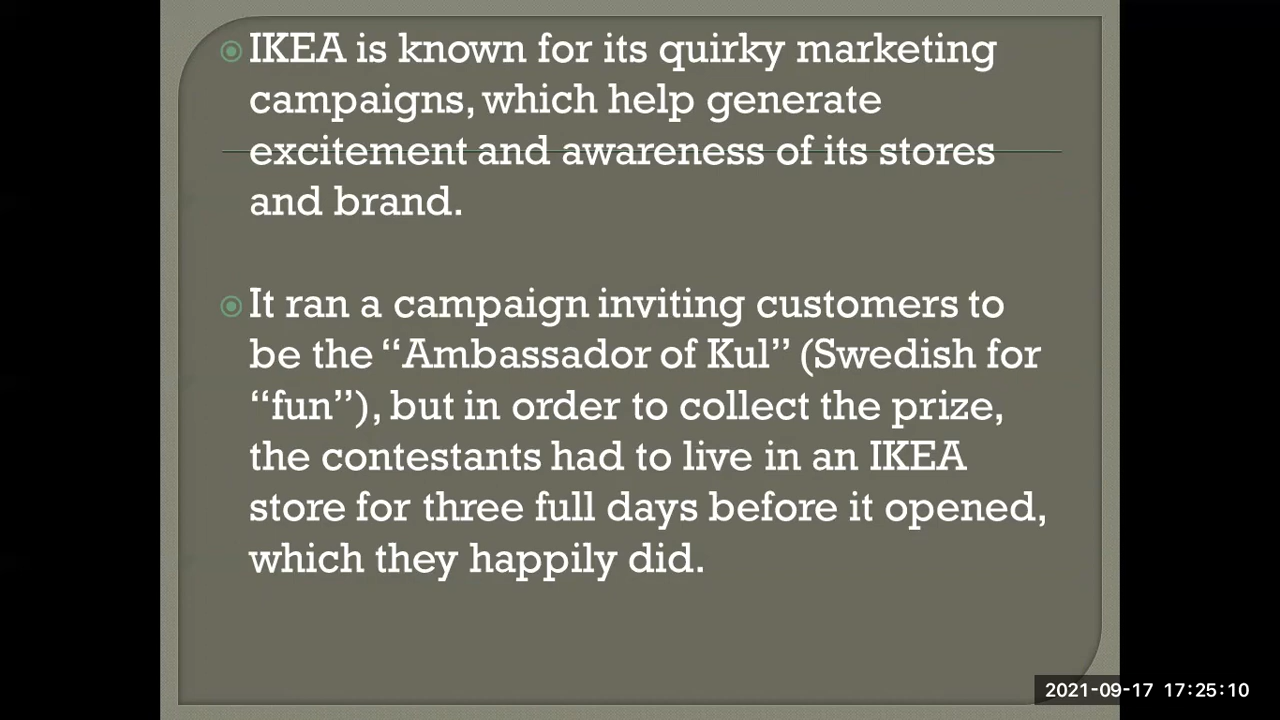 IKEA is known for its quirky marketing
campaigns, which help generate
excitement and awareness of its stores
and brand.
It ran a campaign inviting customers to
be the “Ambassador of Kul” (Swedish for
“fun”), but in order to collect the prize,
the contestants had to live in an IKEA
store for three full days before it opened,
which they happily did.
2021-09-17 17:25:10